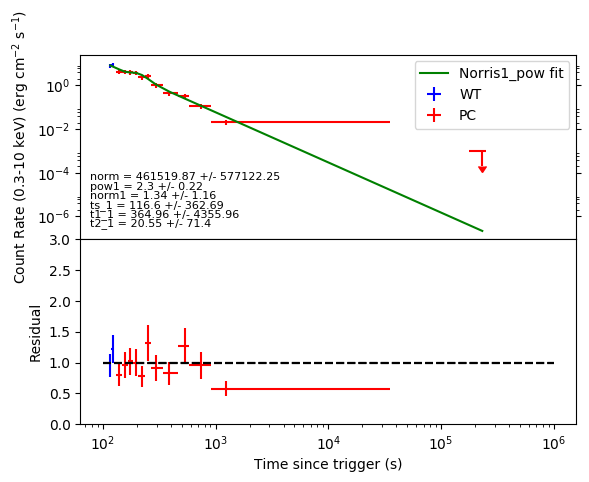 Count Rate (0.3-10 keV) (erg cm⁻² s⁻¹)
10⁰
10⁻²
10⁻⁴
10⁻⁶
Norris1_pow fit
WT
PC
norm = 461519.87 +/- 577122.25
pow1 = 2.3 +/- 0.22
norm1 = 1.34 +/- 1.16
ts_1 = 116.6 +/- 362.69
t1_1 = 364.96 +/- 4355.96
t2_1 = 20.55 +/- 71.4
Residual
3.0
2.5
2.0
1.5
1.0
0.5
0.0
10² 10³ 10⁴ 10⁵ 10⁶
Time since trigger (s)